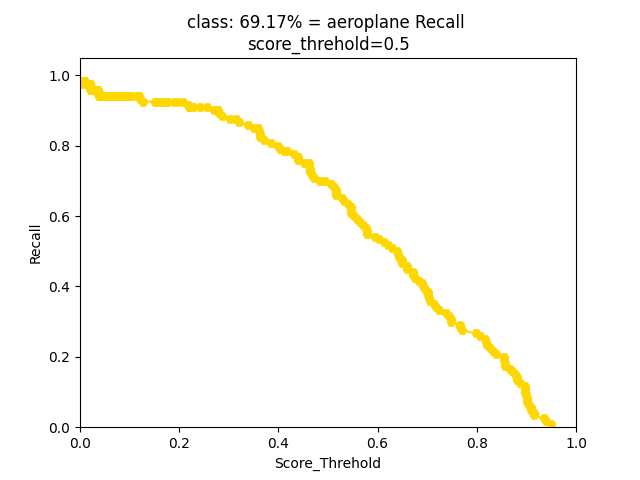 class: 69.17% = aeroplane Recall
score_threhold=0.5
1.0
0.8
0.6
0.4
0.2
0.0
Recall
0.0 0.2 0.4 0.6 0.8 1.0
Score_Threhold